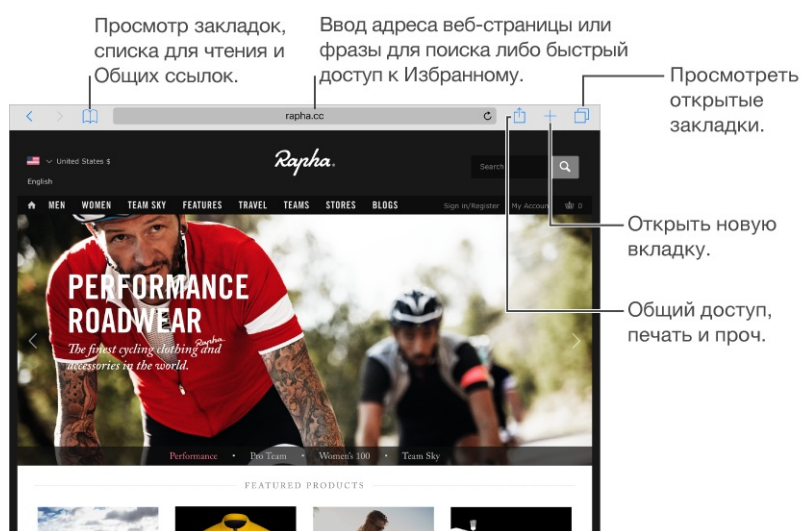 Просмотр закладок,
списка для чтения и
Общих ссылок.
Ввод адреса веб-страницы или
фразы для поиска либо быстрый
доступ к Избранному.
Просмотреть
открытые
закладки.
rapha.cc
United States $
English
Rapha.
Search
MEN WOMEN TEAM SKY FEATURES TRAVEL TEAMS STORES BLOGS
Sign in/Register My Account 0
Открыть новую
вкладку.
PERFORMANCE
ROADWEAR
Rapha
The finest cycling clothing and
accessories in the world.
Общий доступ,
печать и проч.
Performance • Pro Team • Women's 100 • Team Sky
FEATURED PRODUCTS